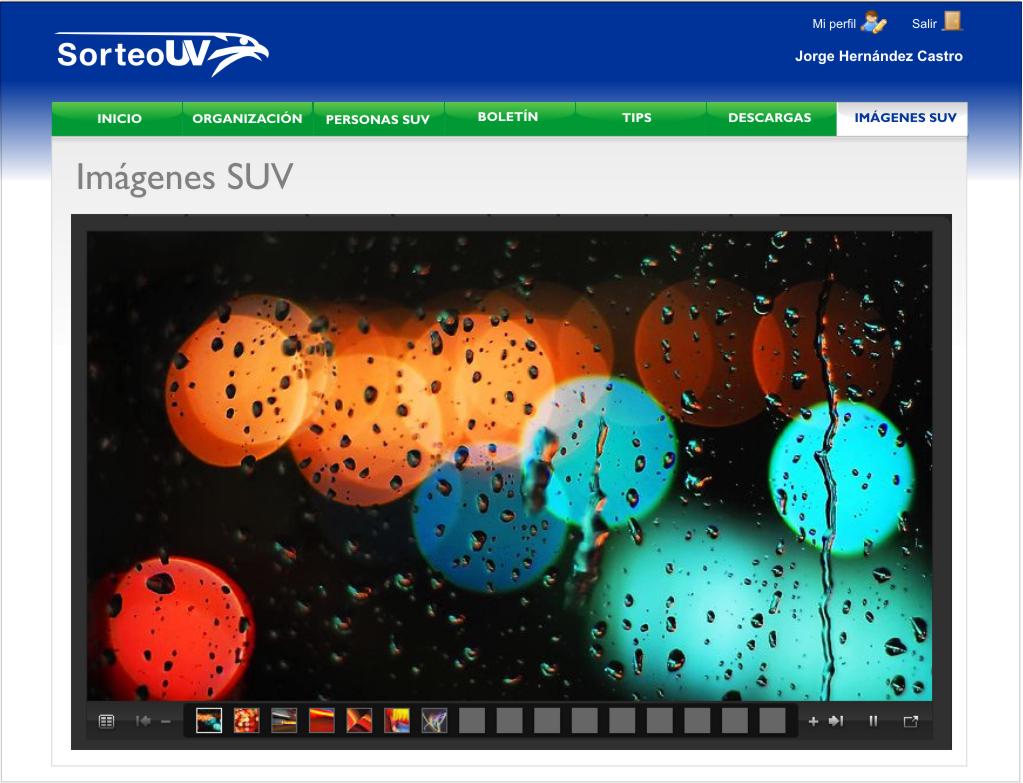 Mi perfil
Salir
SorteoUV
Jorge Hernández Castro
INICIO
ORGANIZACIÓN
PERSONAS SUV
BOLETÍN
TIPS
DESCARGAS
IMÁGENES SUV
Imágenes SUV